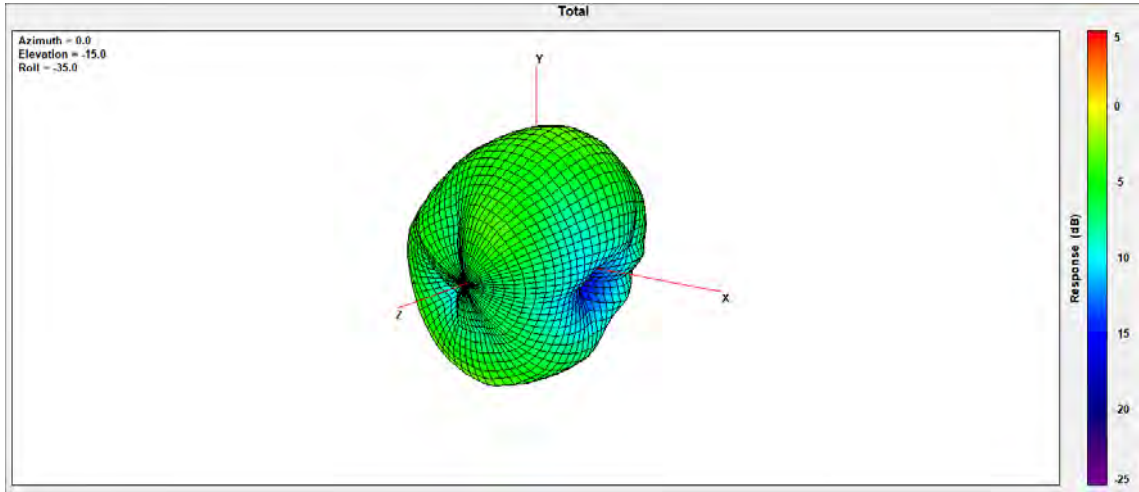 Total
Azimuth = 0.0
Elevation = -15.0
Roll = -35.0
Y
X
Z
5
0
-5
-10
-15
-20
-25
Response (dB)